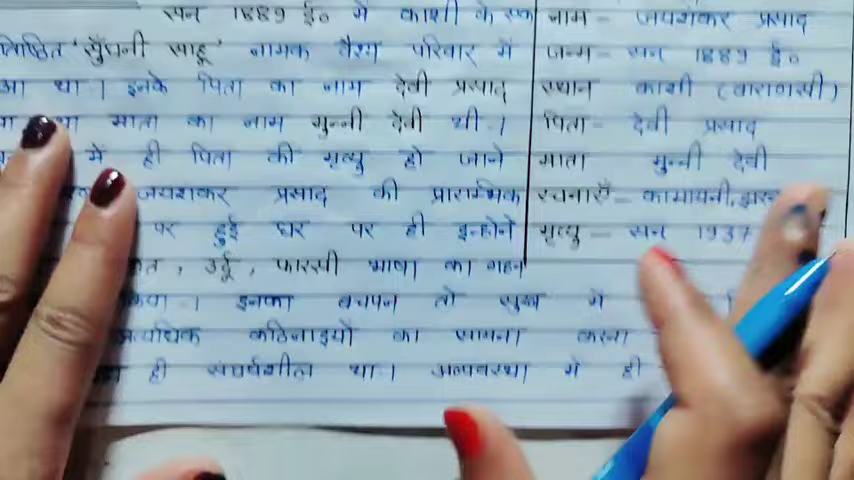 सन 1889 ई० में काशी के एक
'सुँघनी साहू' नामक वैश्य परिवार में
था। इनके पिता का नाम देवी प्रसाद
माता का नाम मुन्नी देवी थी।
में ही पिता की मृत्यु हो जाने
जयशंकर प्रसाद की प्रारम्भिक
पर हुई घर पर ही इन्होने
उर्दू, फारसी भाषा का गहन
किया। इनका बचपन तो सुख में
अत्यधिक कठिनाइयों का सामना करना
ही संघर्षशील था। अल्पवस्था में ही
नाम - जयशंकर प्रसाद
जन्म - सन 1889 ई०
स्थान काशी (वाराणसी)
पिता - देवी प्रसाद
माता मुन्नी देवी
रचनाएँ - कामायनी,
मृत्यु - सन 1937